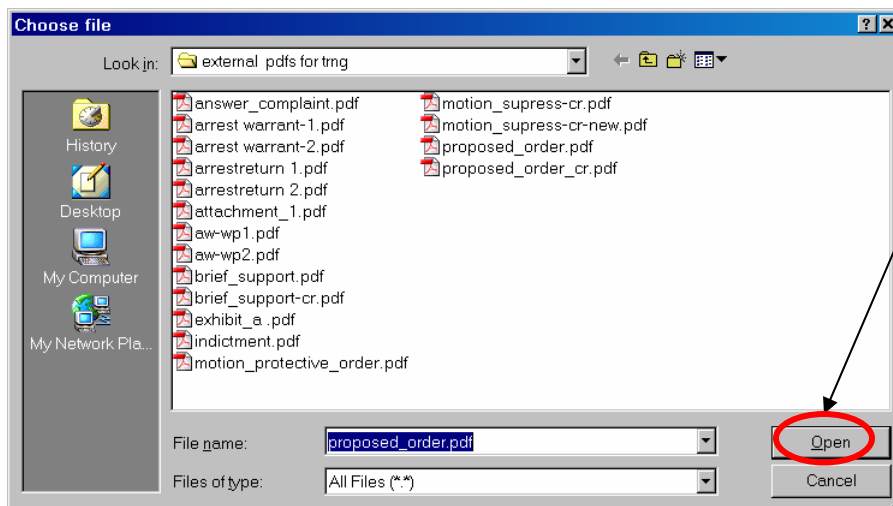 Choose file
Look in:
external pdfs for trng
History
Desktop
My Computer
My Network Pla...
answer_complaint.pdf
arrest warrant-1.pdf
arrest warrant-2.pdf
arrestreturn 1.pdf
arrestreturn 2.pdf
attachment_1.pdf
aw-wp1.pdf
aw-wp2.pdf
brief_support.pdf
brief_support-cr.pdf
exhibit_a .pdf
indictment.pdf
motion_protective_order.pdf
motion_supress-cr.pdf
motion_supress-cr-new.pdf
proposed_order.pdf
proposed_order_cr.pdf
File name:
proposed_order.pdf
Open
Files of type:
All Files (*.*)
Cancel